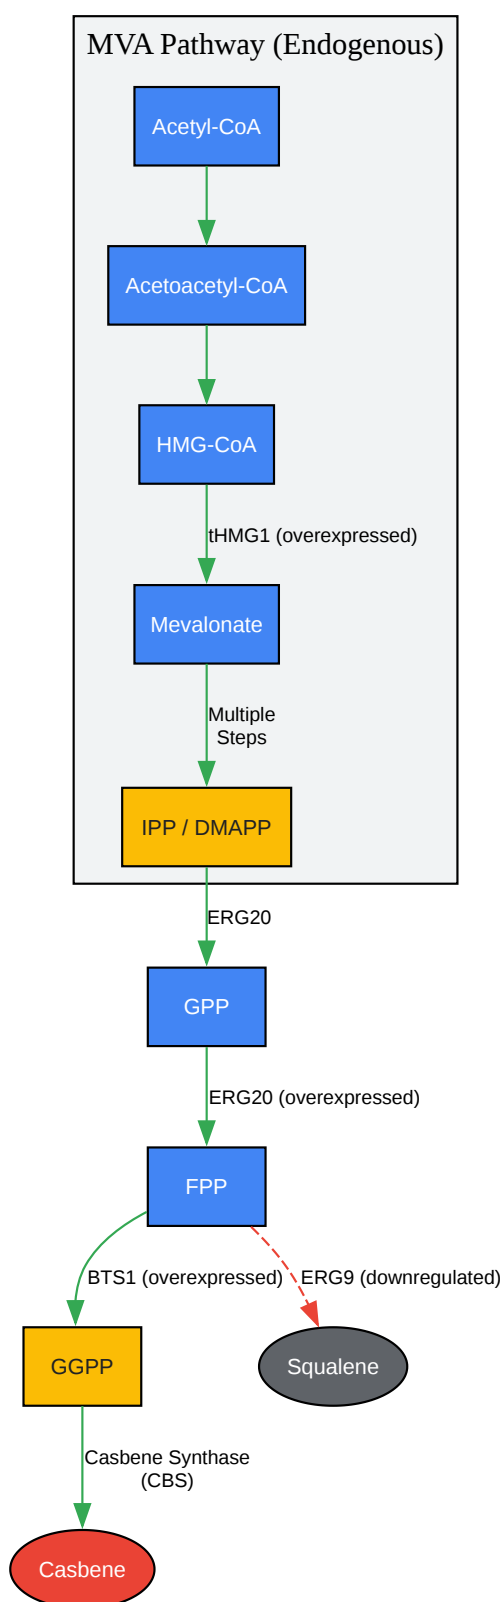 MVA Pathway (Endogenous)
Acetyl-CoA
Acetoacetyl-CoA
HMG-CoA
tHMG1 (overexpressed)
Mevalonate
Multiple
Steps
IPP / DMAPP
ERG20
GPP
ERG20 (overexpressed)
FPP
BTS1 (overexpressed)
ERG9 (downregulated)
GGPP
Squalene
Casbene Synthase
(CBS)
Casbene